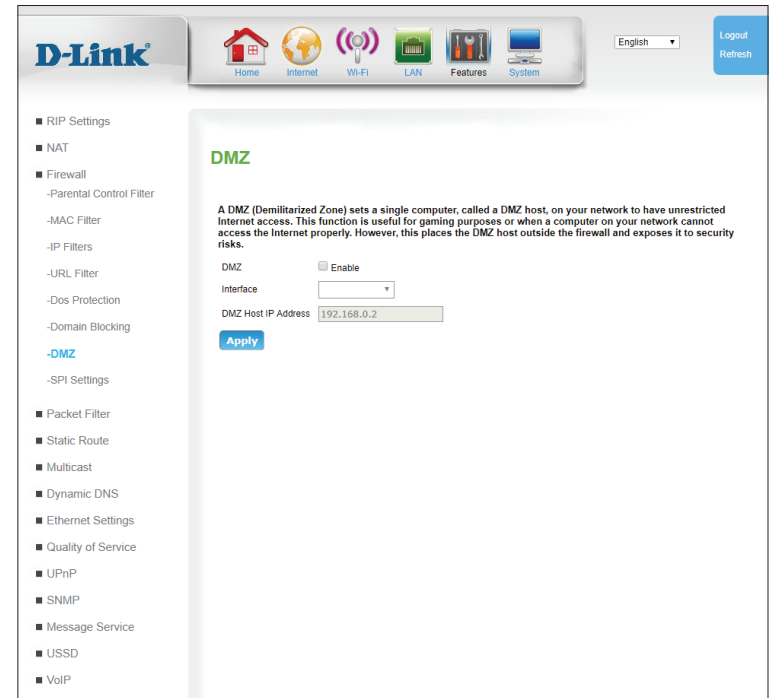 D-Link®
Home
Internet
Wi-Fi
LAN
Features
System
English
Logout
Refresh
RIP Settings
NAT
Firewall
-Parental Control Filter
-MAC Filter
-IP Filters
-URL Filter
-Dos Protection
-Domain Blocking
-DMZ
-SPI Settings
Packet Filter
Static Route
Multicast
Dynamic DNS
Ethernet Settings
Quality of Service
UPnP
SNMP
Message Service
USSD
VoIP
DMZ
A DMZ (Demilitarized Zone) sets a single computer, called a DMZ host, on your network to have unrestricted
Internet access. This function is useful for gaming purposes or when a computer on your network cannot
access the Internet properly. However, this places the DMZ host outside the firewall and exposes it to security
risks.
DMZ Enable
Interface
DMZ Host IP Address 192.168.0.2
Apply